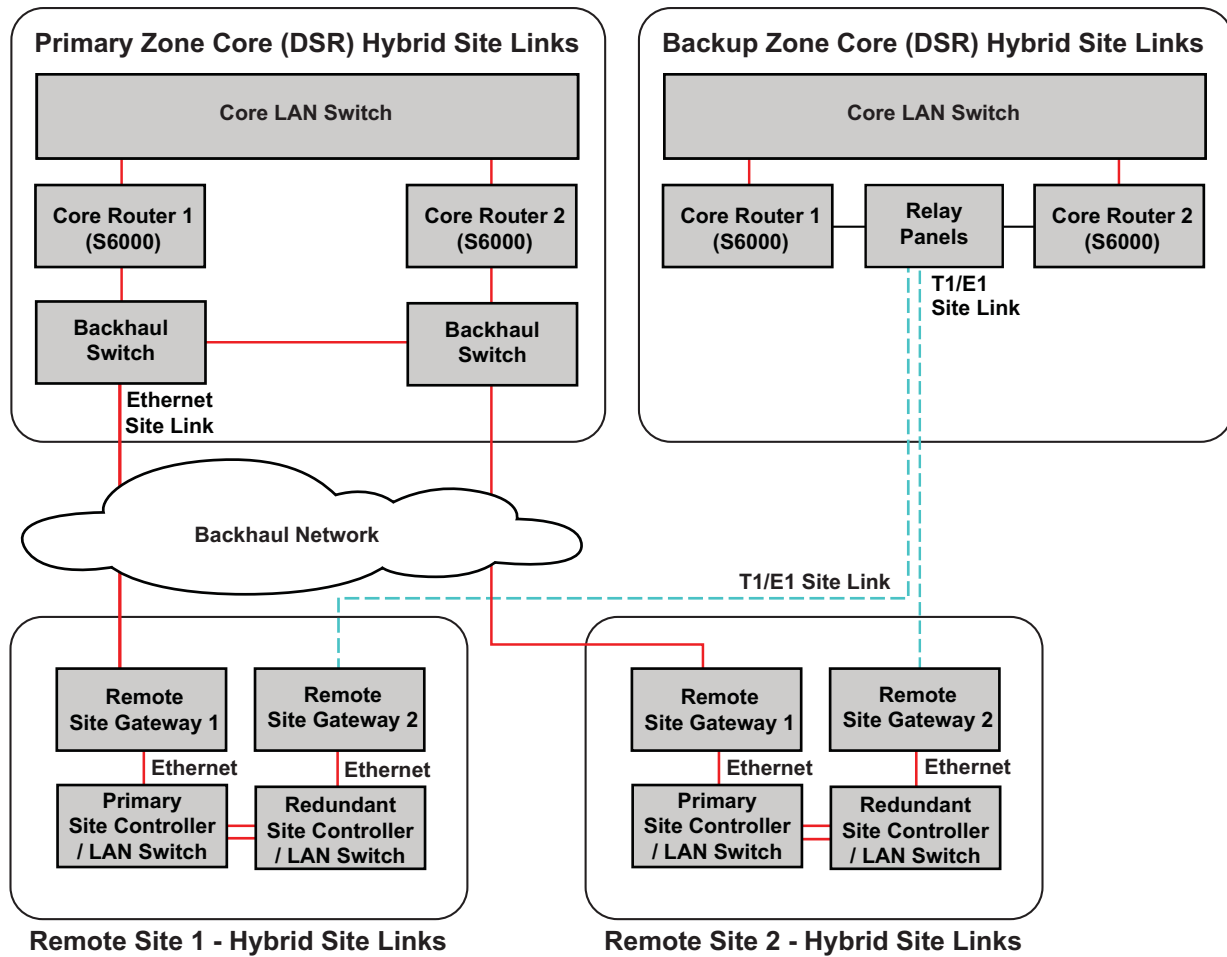 Primary Zone Core (DSR) Hybrid Site Links
Core LAN Switch
Core Router 1
(S6000)
Core Router 2
(S6000)
Backhaul
Switch
Backhaul
Switch
Ethernet
Site Link
Backup Zone Core (DSR) Hybrid Site Links
Core LAN Switch
Core Router 1
(S6000)
Relay
Panels
Core Router 2
(S6000)
T1/E1
Site Link
Backhaul Network
T1/E1 Site Link
Remote
Site Gateway 1
Remote
Site Gateway 2
Ethernet
Ethernet
Primary
Site Controller
/ LAN Switch
Redundant
Site Controller
/ LAN Switch
Remote Site 1 - Hybrid Site Links
Remote
Site Gateway 1
Remote
Site Gateway 2
Ethernet
Ethernet
Primary
Site Controller
/ LAN Switch
Redundant
Site Controller
/ LAN Switch
Remote Site 2 - Hybrid Site Links